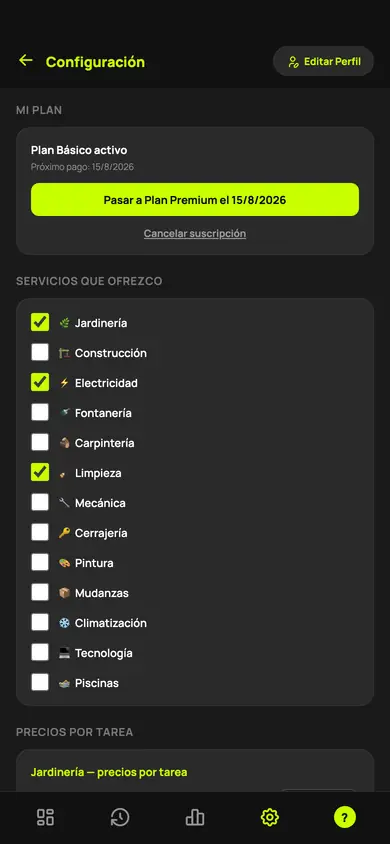 Configuración
Editar Perfil
MI PLAN
Plan Básico activo
Próximo pago: 15/8/2026
Pasar a Plan Premium el 15/8/2026
Cancelar suscripción
SERVICIOS QUE OFREZCO
Jardinería
Construcción
Electricidad
Fontanería
Carpintería
Limpieza
Mecánica
Cerrajería
Pintura
Mudanzas
Climatización
Tecnología
Piscinas
PRECIOS POR TAREA
Jardinería — precios por tarea
?